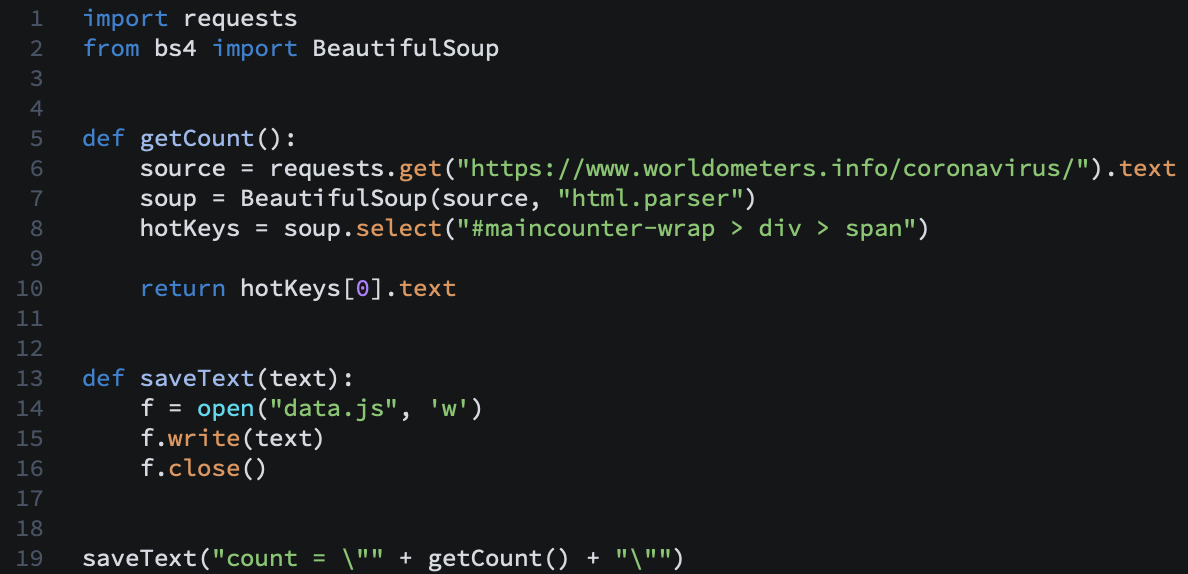 1 import requests
2 from bs4 import BeautifulSoup
3
4
5 def getCount():
6     source = requests.get("https://www.worldometers.info/coronavirus/").text
7     soup = BeautifulSoup(source, "html.parser")
8     hotKeys = soup.select("#maincounter-wrap > div > span")
9
10     return hotKeys[0].text
11
12
13 def saveText(text):
14     f = open("data.js", 'w')
15     f.write(text)
16     f.close()
17
18
19 saveText("count = \"" + getCount() + "\"")